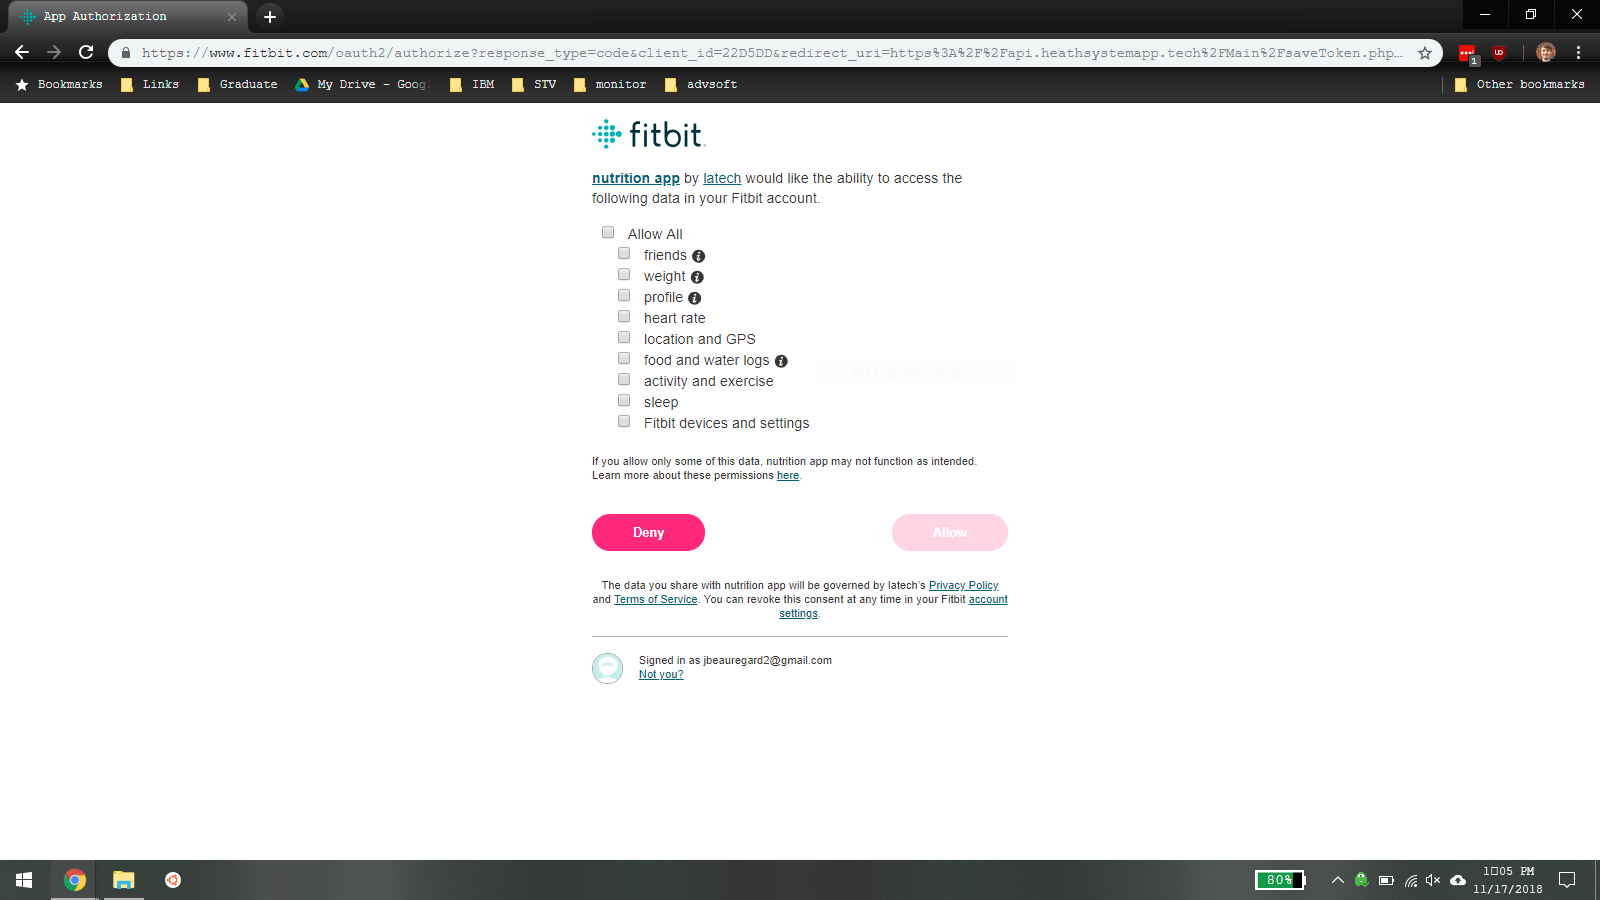 App Authorization
https://www.fitbit.com/oauth2/authorize?response_type=code&client_id=22D5DD&redirect_uri=https%3A%2F%2Fapi.heathsystemapp.tech%2FMain%2FsaveToken.php...
1
Bookmarks
Links
Graduate
My Drive - Goog
IBM
STV
monitor
advsoft
Other bookmarks
fitbit
nutrition app by latech would like the ability to access the
following data in your Fitbit account.
Allow All
friends
weight
profile
heart rate
location and GPS
food and water logs
activity and exercise
sleep
Fitbit devices and settings
If you allow only some of this data, nutrition app may not function as intended.
Learn more about these permissions here.
Deny
Allow
The data you share with nutrition app will be governed by latech's Privacy Policy
and Terms of Service. You can revoke this consent at any time in your Fitbit account
settings.
Signed in as jbeauregard2@gmail.com
Not you?
80%
1□05 PM
11/17/2018